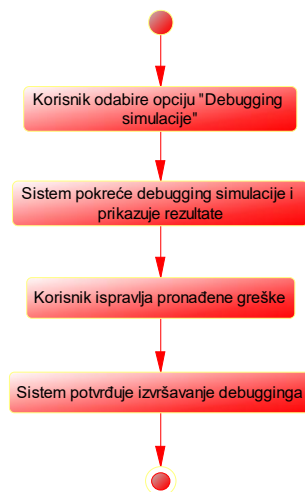 Korisnik odabire opciju "Debugging
simulacije"
Sistem pokreće debugging simulacije i
prikazuje rezultate
Korisnik ispravlja pronađene greške
Sistem potvrđuje izvršavanje debugginga